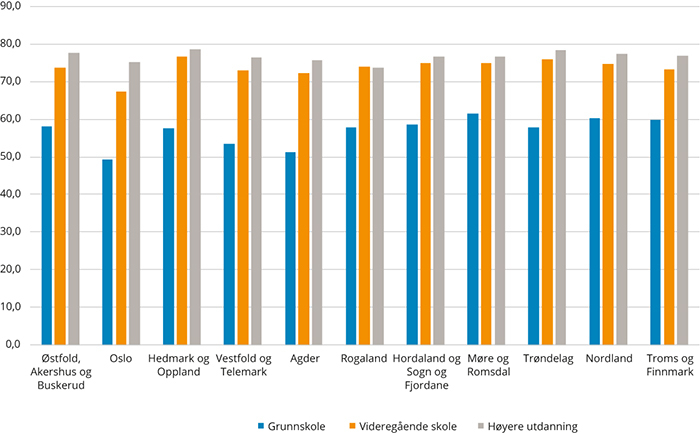 90,0
80,0
70,0
60,0
50,0
40,0
30,0
20,0
10,0
0,0
Østfold,
Akershus og
Buskerud
Oslo
Hedmark og
Oppland
Vestfold og
Telemark
Agder
Rogaland
Hordaland og
Sogn og
Fjordane
Møre og
Romsdal
Trøndelag
Nordland
Troms og
Finnmark
Grunnskole
Videregående skole
Høyere utdanning